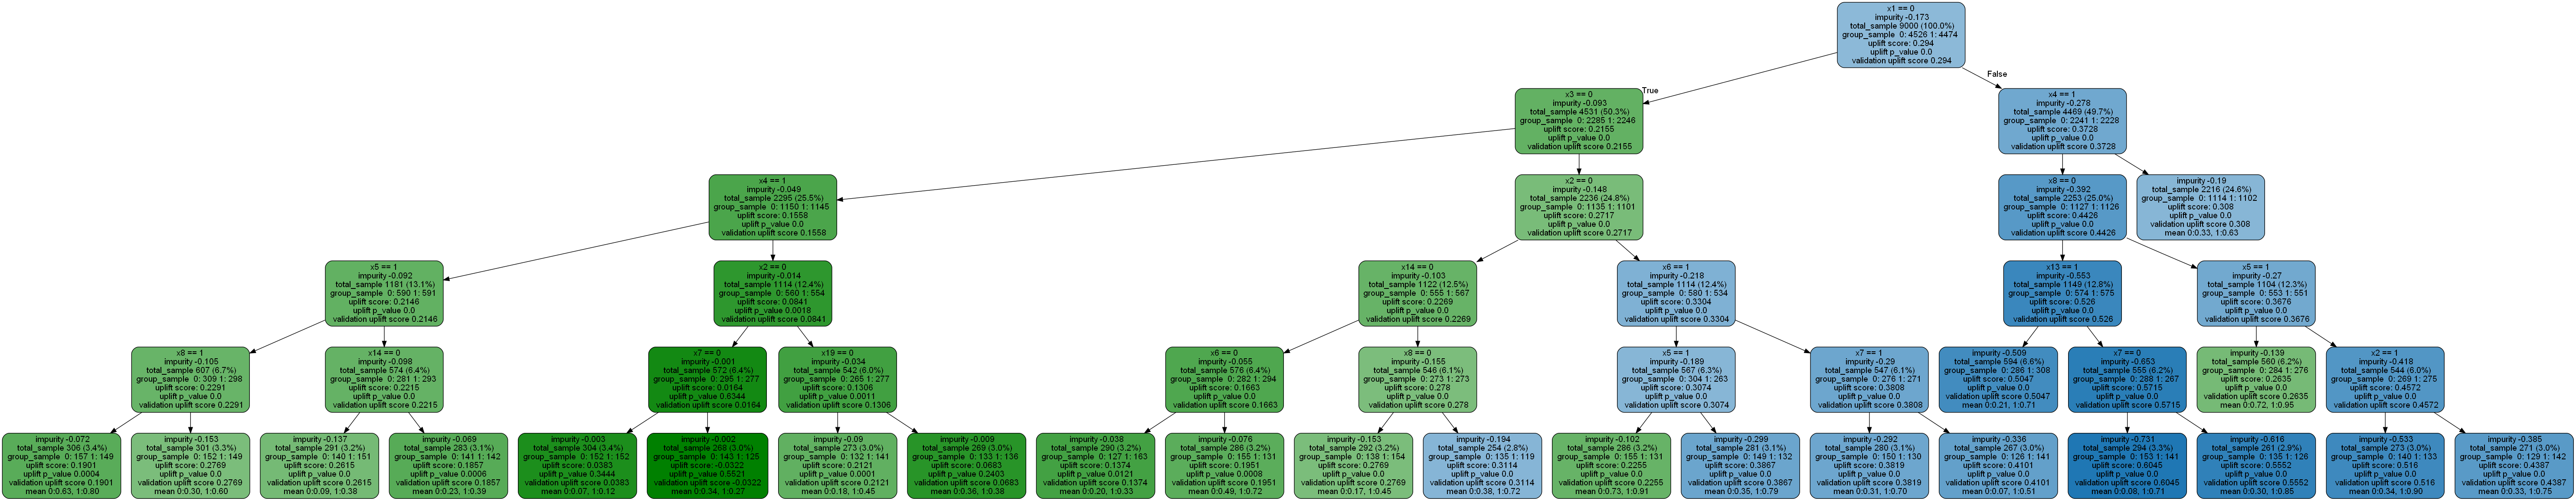 x1 == 0
impurity -0.173
total_sample 9000 (100.0%)
group_sample 0: 4526 1: 4474
uplift score: 0.294
uplift p_value 0.0
validation uplift score 0.294
True
False
x3 == 0
impurity -0.093
total_sample 4531 (50.3%)
group_sample 0: 2285 1: 2246
uplift score: 0.2155
uplift p_value 0.0
validation uplift score 0.2155
x4 == 1
impurity -0.278
total_sample 4469 (49.7%)
group_sample 0: 2241 1: 2228
uplift score: 0.3728
uplift p_value 0.0
validation uplift score 0.3728
x4 == 1
impurity -0.049
total_sample 2295 (25.5%)
group_sample 0: 1150 1: 1145
uplift score: 0.1558
uplift p_value 0.0
validation uplift score 0.1558
x2 == 0
impurity -0.148
total_sample 2236 (24.8%)
group_sample 0: 1135 1: 1101
uplift score: 0.2717
uplift p_value 0.0
validation uplift score 0.2717
x8 == 0
impurity -0.392
total_sample 2253 (25.0%)
group_sample 0: 1127 1: 1126
uplift score: 0.4426
uplift p_value 0.0
validation uplift score 0.4426
impurity -0.19
total_sample 2216 (24.6%)
group_sample 0: 1114 1: 1102
uplift score: 0.308
uplift p_value 0.0
validation uplift score 0.308
mean 0:0.33, 1:0.63
x5 == 1
impurity -0.092
total_sample 1181 (13.1%)
group_sample 0: 590 1: 591
uplift score: 0.2146
uplift p_value 0.0
validation uplift score 0.2146
x2 == 0
impurity -0.014
total_sample 1114 (12.4%)
group_sample 0: 560 1: 554
uplift score: 0.0841
uplift p_value 0.0018
validation uplift score 0.0841
x14 == 0
impurity -0.103
total_sample 1122 (12.5%)
group_sample 0: 555 1: 567
uplift score: 0.2269
uplift p_value 0.0
validation uplift score 0.2269
x6 == 1
impurity -0.218
total_sample 1114 (12.4%)
group_sample 0: 580 1: 534
uplift score: 0.3304
uplift p_value 0.0
validation uplift score 0.3304
x13 == 1
impurity -0.553
total_sample 1149 (12.8%)
group_sample 0: 574 1: 575
uplift score: 0.526
uplift p_value 0.0
validation uplift score 0.526
x5 == 1
impurity -0.27
total_sample 1104 (12.3%)
group_sample 0: 553 1: 551
uplift score: 0.3676
uplift p_value 0.0
validation uplift score 0.3676
x8 == 1
impurity -0.105
total_sample 607 (6.7%)
group_sample 0: 309 1: 298
uplift score: 0.2291
uplift p_value 0.0
validation uplift score 0.2291
x14 == 0
impurity -0.098
total_sample 574 (6.4%)
group_sample 0: 281 1: 293
uplift score: 0.2215
uplift p_value 0.0
validation uplift score 0.2215
x7 == 0
impurity -0.001
total_sample 572 (6.4%)
group_sample 0: 295 1: 277
uplift score: 0.0164
uplift p_value 0.6344
validation uplift score 0.0164
x19 == 0
impurity -0.034
total_sample 542 (6.0%)
group_sample 0: 265 1: 277
uplift score: 0.1306
uplift p_value 0.0011
validation uplift score 0.1306
x6 == 0
impurity -0.055
total_sample 576 (6.4%)
group_sample 0: 282 1: 294
uplift score: 0.1663
uplift p_value 0.0
validation uplift score 0.1663
x8 == 0
impurity -0.155
total_sample 546 (6.1%)
group_sample 0: 273 1: 273
uplift score: 0.278
uplift p_value 0.0
validation uplift score 0.278
x5 == 1
impurity -0.189
total_sample 567 (6.3%)
group_sample 0: 304 1: 263
uplift score: 0.3074
uplift p_value 0.0
validation uplift score 0.3074
x7 == 1
impurity -0.29
total_sample 547 (6.1%)
group_sample 0: 276 1: 271
uplift score: 0.3808
uplift p_value 0.0
validation uplift score 0.3808
impurity -0.509
total_sample 594 (6.6%)
group_sample 0: 286 1: 308
uplift score: 0.5047
uplift p_value 0.0
validation uplift score 0.5047
mean 0:0.21, 1:0.71
x7 == 0
impurity -0.653
total_sample 555 (6.2%)
group_sample 0: 288 1: 267
uplift score: 0.5715
uplift p_value 0.0
validation uplift score 0.5715
impurity -0.139
total_sample 560 (6.2%)
group_sample 0: 284 1: 276
uplift score: 0.2635
uplift p_value 0.0
validation uplift score 0.2635
mean 0:0.72, 1:0.95
x2 == 1
impurity -0.418
total_sample 544 (6.0%)
group_sample 0: 269 1: 275
uplift score: 0.4572
uplift p_value 0.0
validation uplift score 0.4572
impurity -0.072
total_sample 306 (3.4%)
group_sample 0: 157 1: 149
uplift score: 0.1901
uplift p_value 0.0004
validation uplift score 0.1901
mean 0:0.63, 1:0.80
impurity -0.153
total_sample 301 (3.3%)
group_sample 0: 152 1: 149
uplift score: 0.2769
uplift p_value 0.0
validation uplift score 0.2769
mean 0:0.30, 1:0.60
impurity -0.137
total_sample 291 (3.2%)
group_sample 0: 140 1: 151
uplift score: 0.2615
uplift p_value 0.0
validation uplift score 0.2615
mean 0:0.09, 1:0.38
impurity -0.069
total_sample 283 (3.1%)
group_sample 0: 141 1: 142
uplift score: 0.1857
uplift p_value 0.0006
validation uplift score 0.1857
mean 0:0.23, 1:0.39
impurity -0.003
total_sample 304 (3.4%)
group_sample 0: 152 1: 152
uplift score: 0.0383
uplift p_value 0.3444
validation uplift score 0.0383
mean 0:0.07, 1:0.12
impurity -0.002
total_sample 268 (3.0%)
group_sample 0: 143 1: 125
uplift score: -0.0322
uplift p_value 0.5521
validation uplift score -0.0322
mean 0:0.34, 1:0.27
impurity -0.09
total_sample 273 (3.0%)
group_sample 0: 132 1: 141
uplift score: 0.2121
uplift p_value 0.0001
validation uplift score 0.2121
mean 0:0.18, 1:0.45
impurity -0.009
total_sample 269 (3.0%)
group_sample 0: 133 1: 136
uplift score: 0.0683
uplift p_value 0.2403
validation uplift score 0.0683
mean 0:0.36, 1:0.38
impurity -0.038
total_sample 290 (3.2%)
group_sample 0: 127 1: 163
uplift score: 0.1374
uplift p_value 0.0121
validation uplift score 0.1374
mean 0:0.20, 1:0.33
impurity -0.076
total_sample 286 (3.2%)
group_sample 0: 155 1: 131
uplift score: 0.1951
uplift p_value 0.0008
validation uplift score 0.1951
mean 0:0.49, 1:0.72
impurity -0.153
total_sample 292 (3.2%)
group_sample 0: 138 1: 154
uplift score: 0.2769
uplift p_value 0.0
validation uplift score 0.2769
mean 0:0.17, 1:0.45
impurity -0.194
total_sample 254 (2.8%)
group_sample 0: 135 1: 119
uplift score: 0.3114
uplift p_value 0.0
validation uplift score 0.3114
mean 0:0.38, 1:0.72
impurity -0.102
total_sample 286 (3.2%)
group_sample 0: 155 1: 131
uplift score: 0.2255
uplift p_value 0.0
validation uplift score 0.2255
mean 0:0.73, 1:0.91
impurity -0.299
total_sample 281 (3.1%)
group_sample 0: 149 1: 132
uplift score: 0.3867
uplift p_value 0.0
validation uplift score 0.3867
mean 0:0.35, 1:0.79
impurity -0.292
total_sample 280 (3.1%)
group_sample 0: 150 1: 130
uplift score: 0.3819
uplift p_value 0.0
validation uplift score 0.3819
mean 0:0.31, 1:0.70
impurity -0.336
total_sample 267 (3.0%)
group_sample 0: 126 1: 141
uplift score: 0.4101
uplift p_value 0.0
validation uplift score 0.4101
mean 0:0.07, 1:0.51
impurity -0.731
total_sample 294 (3.3%)
group_sample 0: 153 1: 141
uplift score: 0.6045
uplift p_value 0.0
validation uplift score 0.6045
mean 0:0.08, 1:0.71
impurity -0.616
total_sample 261 (2.9%)
group_sample 0: 135 1: 126
uplift score: 0.5552
uplift p_value 0.0
validation uplift score 0.5552
mean 0:0.30, 1:0.85
impurity -0.533
total_sample 273 (3.0%)
group_sample 0: 140 1: 133
uplift score: 0.516
uplift p_value 0.0
validation uplift score 0.516
mean 0:0.34, 1:0.90
impurity -0.385
total_sample 271 (3.0%)
group_sample 0: 129 1: 142
uplift score: 0.4387
uplift p_value 0.0
validation uplift score 0.4387
mean 0:0.33, 1:0.75